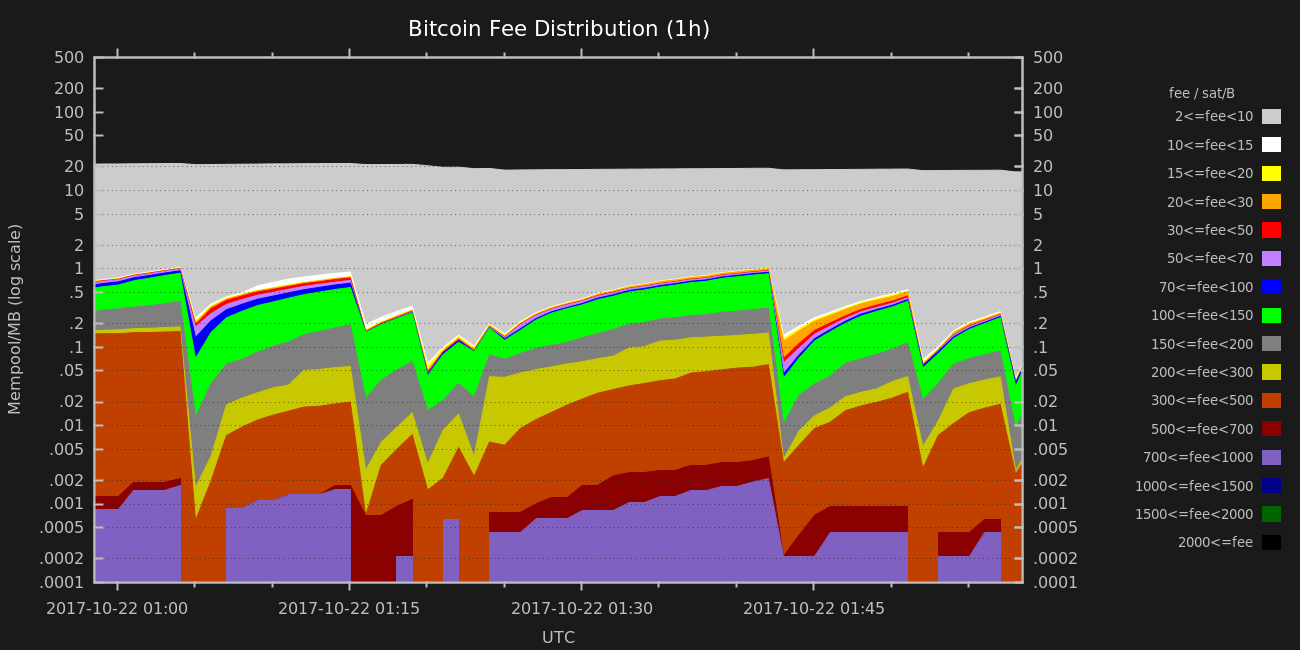 Bitcoin Fee Distribution (1h)
500 500
200 200
100 100
50 50
20 20
10 10
5 5
2 2
1 1
.5 .5
.2 .2
.1 .1
.05 .05
.02 .02
.01 .01
.005 .005
.002 .002
.001 .001
.0005 .0005
.0002 .0002
.0001 .0001
Mempool/MB (log scale)
2017-10-22 01:00 2017-10-22 01:15 2017-10-22 01:30 2017-10-22 01:45
UTC
fee / sat/B
2<=fee<10
10<=fee<15
15<=fee<20
20<=fee<30
30<=fee<50
50<=fee<70
70<=fee<100
100<=fee<150
150<=fee<200
200<=fee<300
300<=fee<500
500<=fee<700
700<=fee<1000
1000<=fee<1500
1500<=fee<2000
2000<=fee